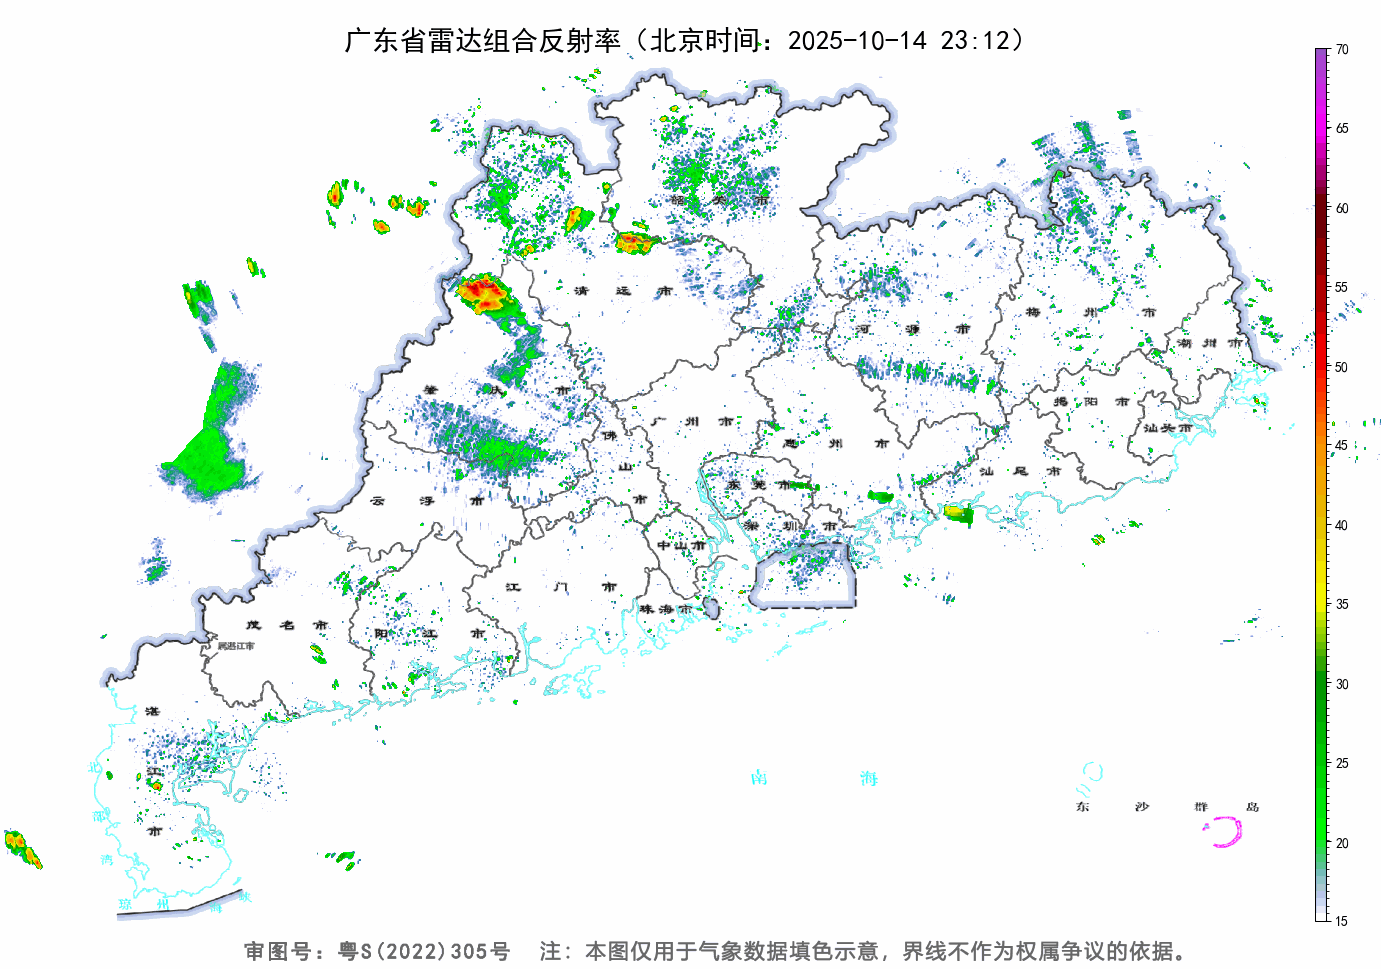 广东省雷达组合反射率（北京时间：2025-10-14 23:12）
70
65
60
55
50
45
40
35
30
25
20
15
韶关市
清远市
河源市
梅州市
潮州市
肇庆市
广州市
佛山市
惠州市
揭阳市
汕头市
汕尾市
云浮市
东莞市
深圳市
中山市
江门市
珠海市
茂名市
阳江市
属湛江市
湛江市
北部湾
南海
东沙群岛
琼州海峡
审图号：粤S(2022)305号 注：本图仅用于气象数据填色示意，界线不作为权属争议的依据。